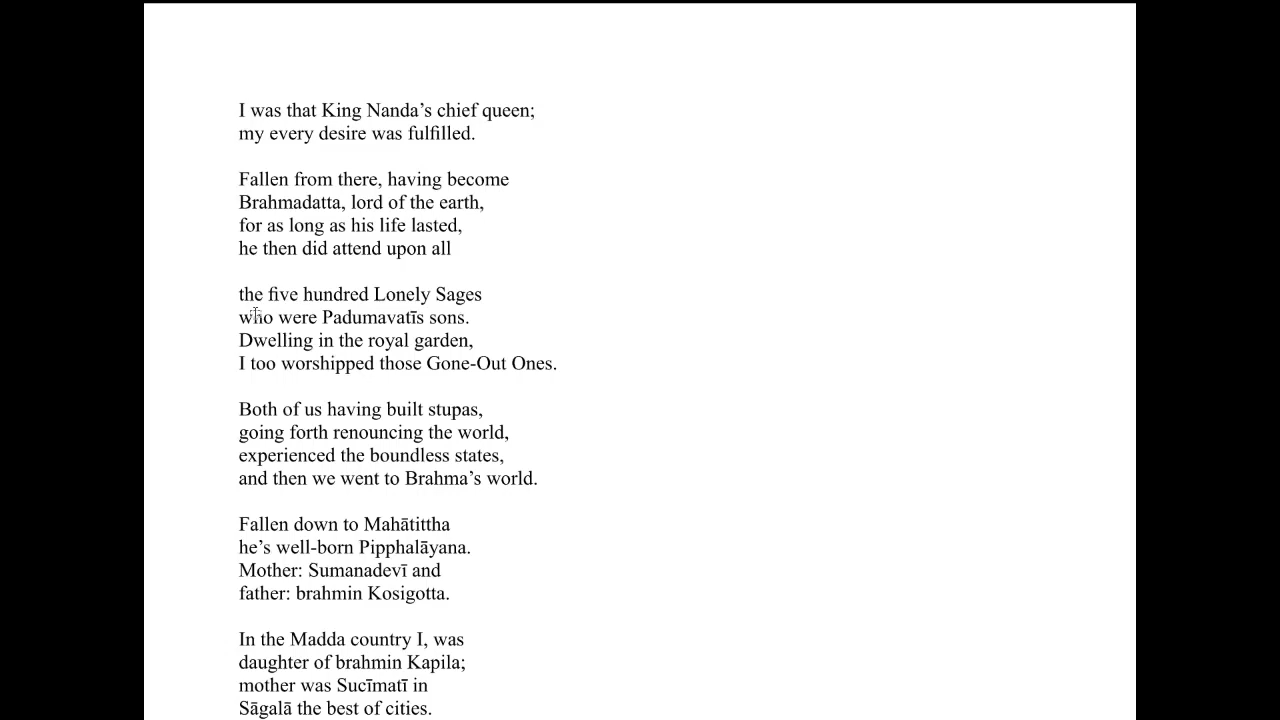 I was that King Nanda’s chief queen;
my every desire was fulfilled.
Fallen from there, having become
Brahmadatta, lord of the earth,
for as long as his life lasted,
he then did attend upon all
the five hundred Lonely Sages
who were Padumavatīs sons.
Dwelling in the royal garden,
I too worshipped those Gone-Out Ones.
Both of us having built stupas,
going forth renouncing the world,
experienced the boundless states,
and then we went to Brahma’s world.
Fallen down to Mahātittha
he’s well-born Pipphalāyana.
Mother: Sumanadevī and
father: brahmin Kosigotta.
In the Madda country I, was
daughter of brahmin Kapila;
mother was Sucīmatī in
Sāgalā the best of cities.